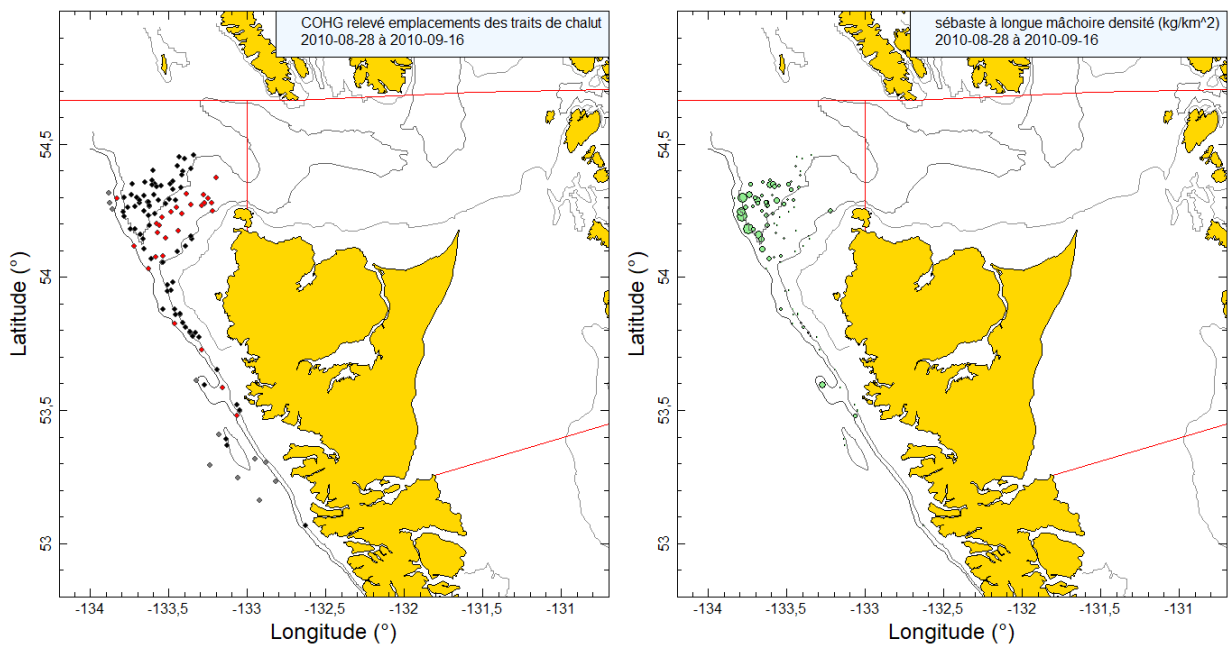 COHG relevé emplacements des traits de chalut
2010-08-28 à 2010-09-16
54,5
54
53,5
53
Latitude (°)
-134
-133,5
-133
-132,5
-132
-131,5
-131
Longitude (°)
sébaste à longue mâchoire densité (kg/km^2)
2010-08-28 à 2010-09-16
54,5
54
53,5
53
Latitude (°)
-134
-133,5
-133
-132,5
-132
-131,5
-131
Longitude (°)